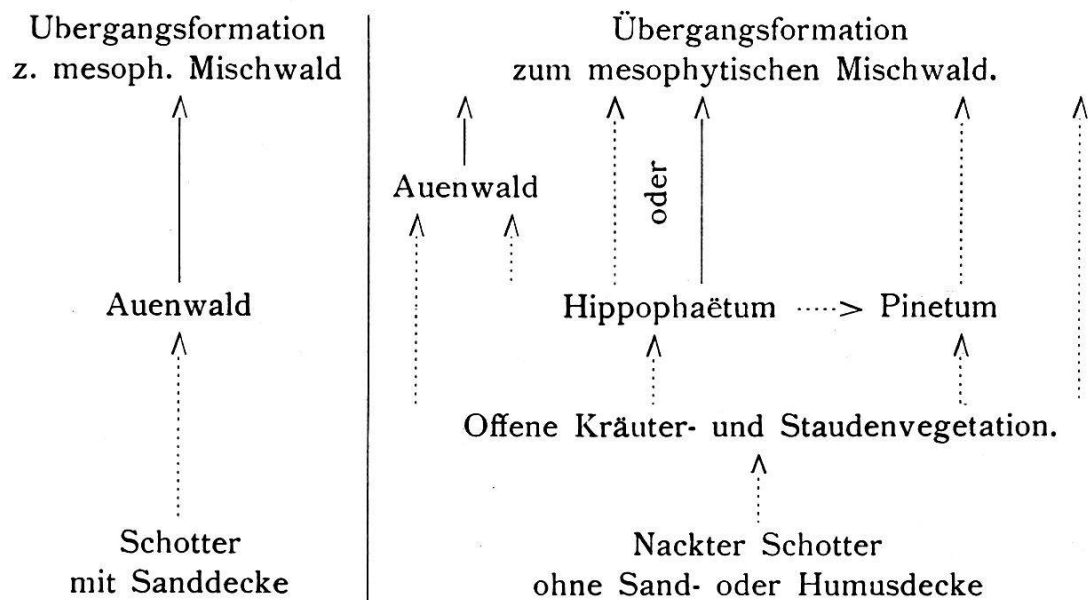 Ubergangsformation
z. mesoph. Mischwald
Auenwald
Schotter
mit Sanddecke
Übergangsformation
zum mesophytischen Mischwald.
Auenwald
oder
Hippophaëtum > Pinetum
Offene Kräuter- und Staudenvegetation.
Nackter Schotter
ohne Sand- oder Humusdecke